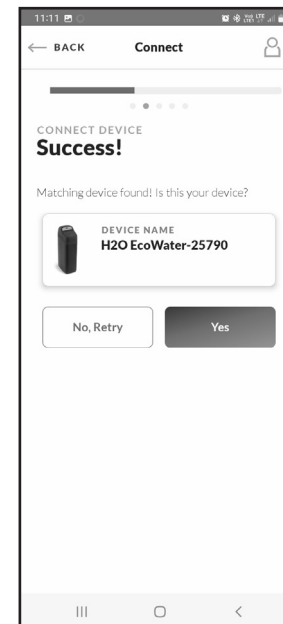 11:11
BACK
Connect
CONNECT DEVICE
Success!
Matching device found! Is this your device?
DEVICE NAME
H2O EcoWater-25790
No, Retry
Yes